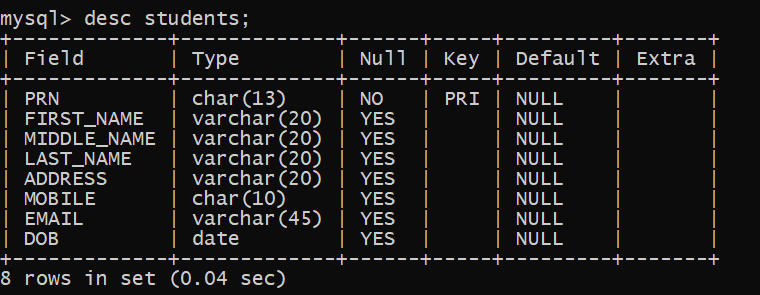 mysql> desc students;
+-------------+-------------+------+-----+---------+-------+
| Field       | Type        | Null | Key | Default | Extra |
+-------------+-------------+------+-----+---------+-------+
| PRN         | char(13)    | NO   | PRI | NULL    |       |
| FIRST_NAME  | varchar(20) | YES  |     | NULL    |       |
| MIDDLE_NAME | varchar(20) | YES  |     | NULL    |       |
| LAST_NAME   | varchar(20) | YES  |     | NULL    |       |
| ADDRESS     | varchar(20) | YES  |     | NULL    |       |
| MOBILE      | char(10)    | YES  |     | NULL    |       |
| EMAIL       | varchar(45) | YES  |     | NULL    |       |
| DOB         | date        | YES  |     | NULL    |       |
+-------------+-------------+------+-----+---------+-------+
8 rows in set (0.04 sec)